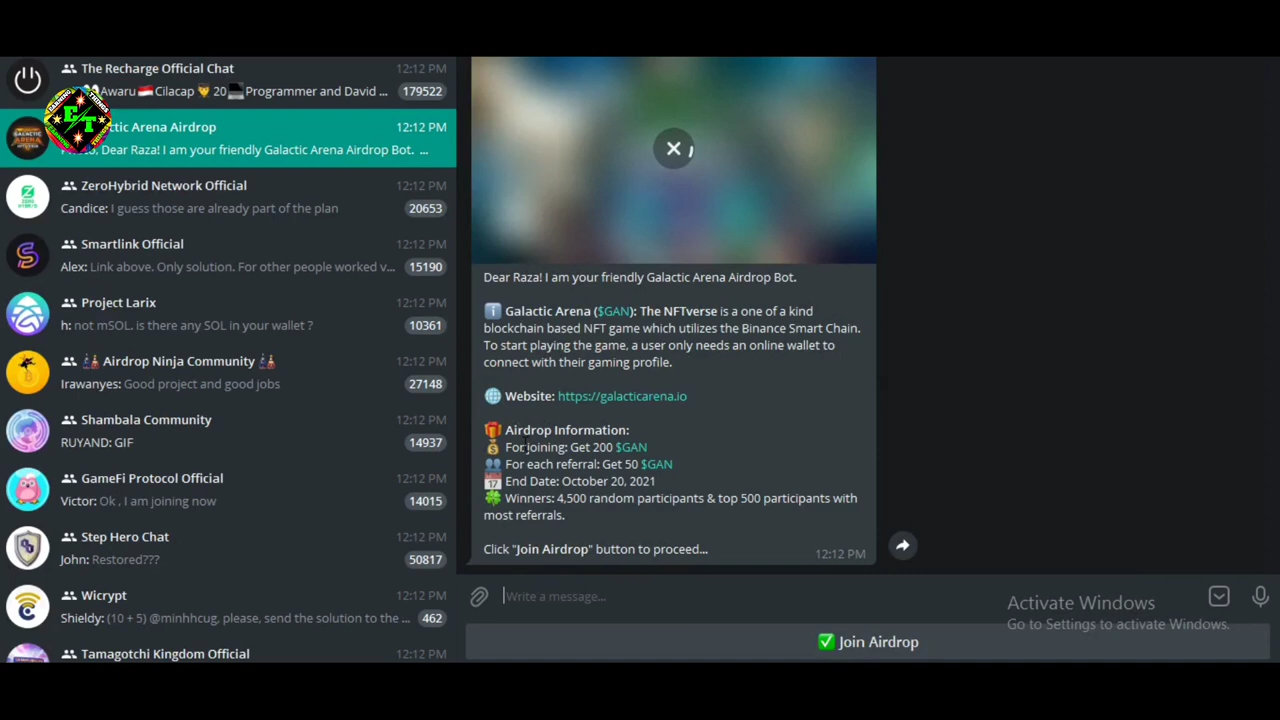 The Recharge Official Chat 12:12 PM
Awaru Cilacap 20 Programmer and David ... 179522
ctic Arena Airdrop 12:12 PM
Dear Raza! I am your friendly Galactic Arena Airdrop Bot. ...
EARNING THINGS
ET
ZeroHybrid Network Official 12:12 PM
Candice: I guess those are already part of the plan 20653
Smartlink Official 12:12 PM
Alex: Link above. Only solution. For other people worked v... 15190
Project Larix 12:12 PM
h: not mSOL. is there any SOL in your wallet ? 10361
Airdrop Ninja Community 12:12 PM
Irawanyes: Good project and good jobs 27148
Shambala Community 12:12 PM
RUYAND: GIF 14937
GameFi Protocol Official 12:12 PM
Victor: Ok , I am joining now 14015
Step Hero Chat 12:12 PM
John: Restored??? 50817
Wicrypt 12:12 PM
Shieldy: (10 + 5) @minhhcug, please, send the solution to the ... 462
Tamagotchi Kingdom Official 12:12 PM
Dear Raza! I am your friendly Galactic Arena Airdrop Bot.
Galactic Arena ($GAN): The NFTverse is a one of a kind
blockchain based NFT game which utilizes the Binance Smart Chain.
To start playing the game, a user only needs an online wallet to
connect with their gaming profile.
Website: https://galacticarena.io
Airdrop Information:
For joining: Get 200 $GAN
For each referral: Get 50 $GAN
End Date: October 20, 2021
Winners: 4,500 random participants & top 500 participants with
most referrals.
Click "Join Airdrop" button to proceed...
12:12 PM
Write a message...
Activate Windows
Go to Settings to activate Windows.
Join Airdrop